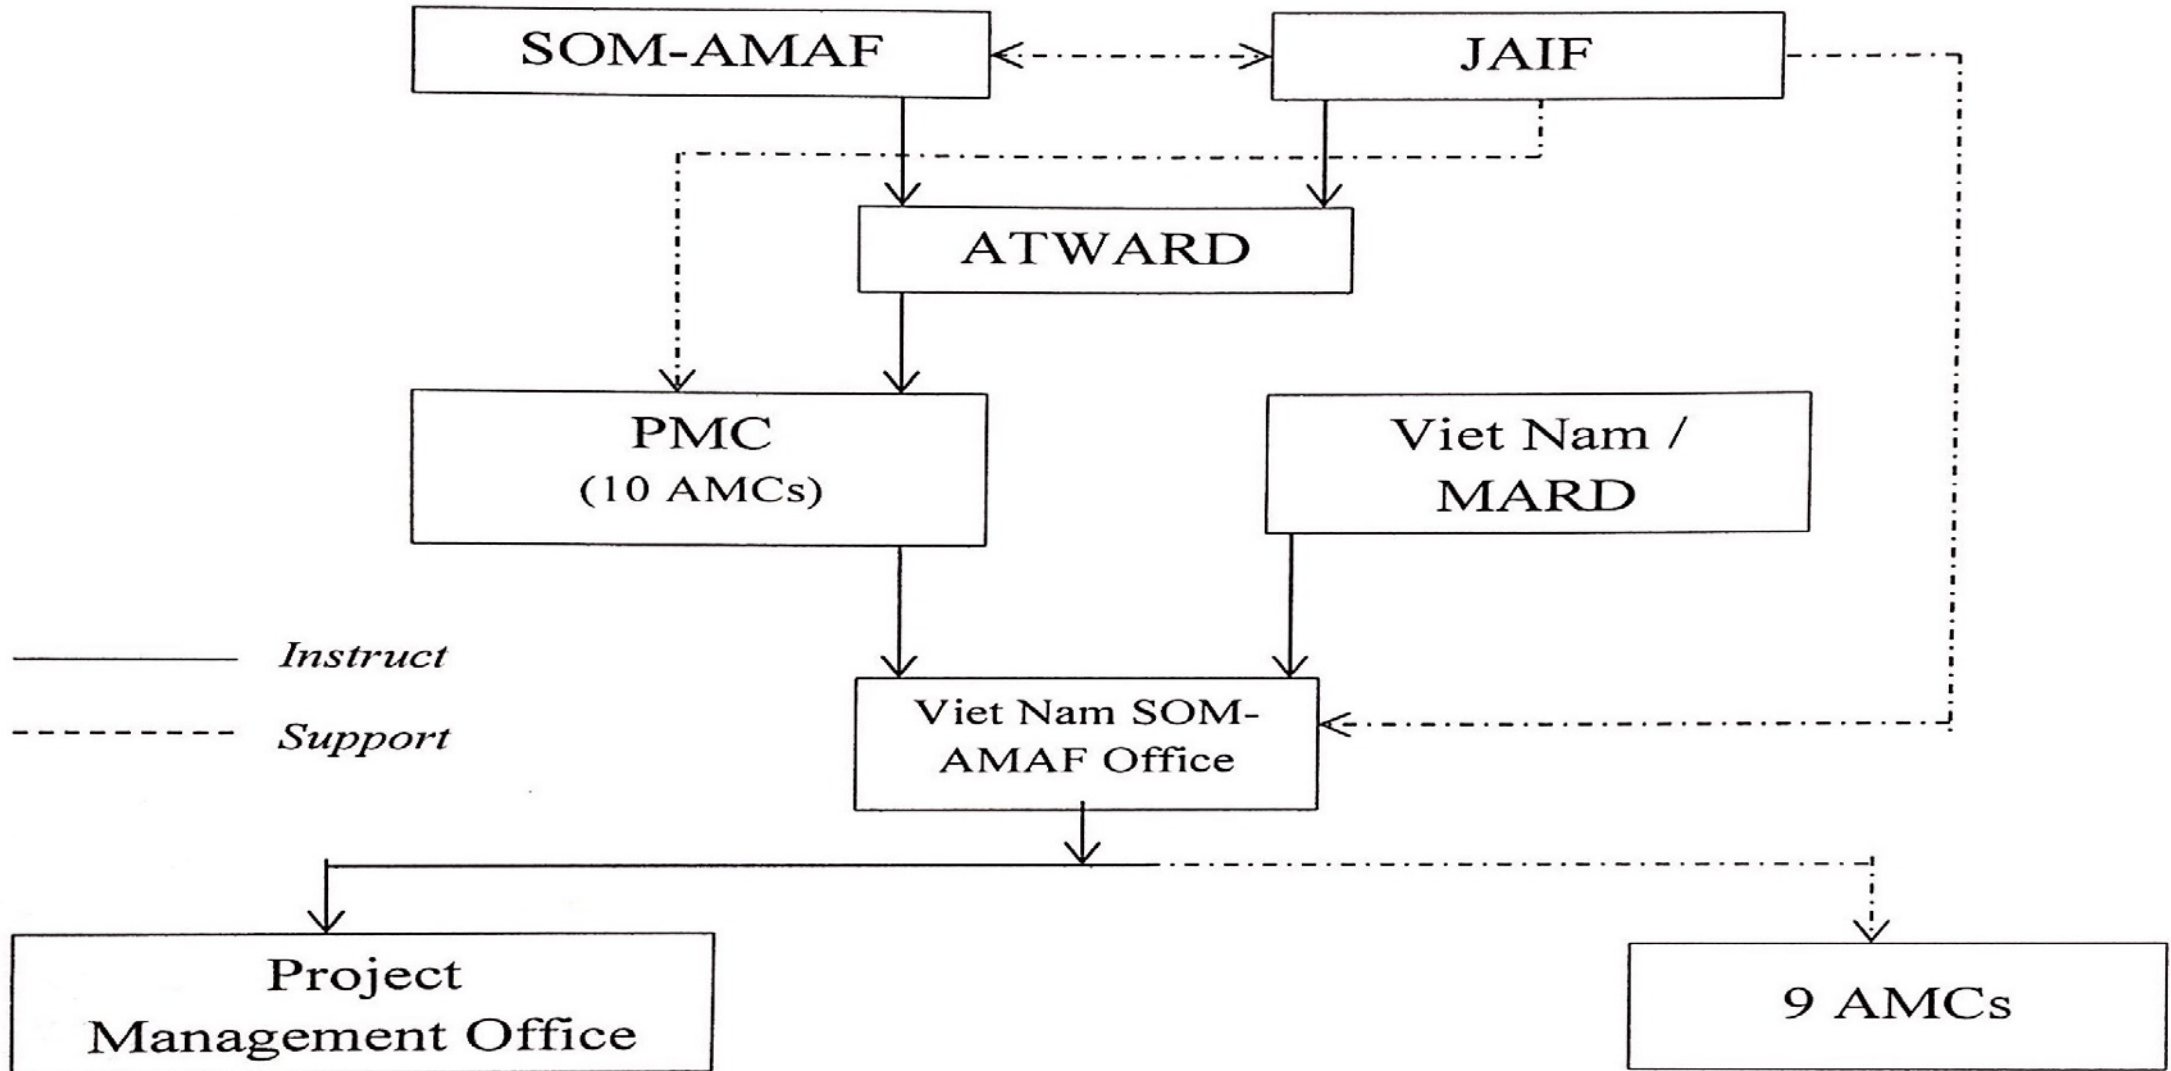 SOM-AMAF
JAIF
ATWARD
PMC
(10 AMCs)
Viet Nam /
MARD
Instruct
Support
Viet Nam SOM-
AMAF Office
Project
Management Office
9 AMCs